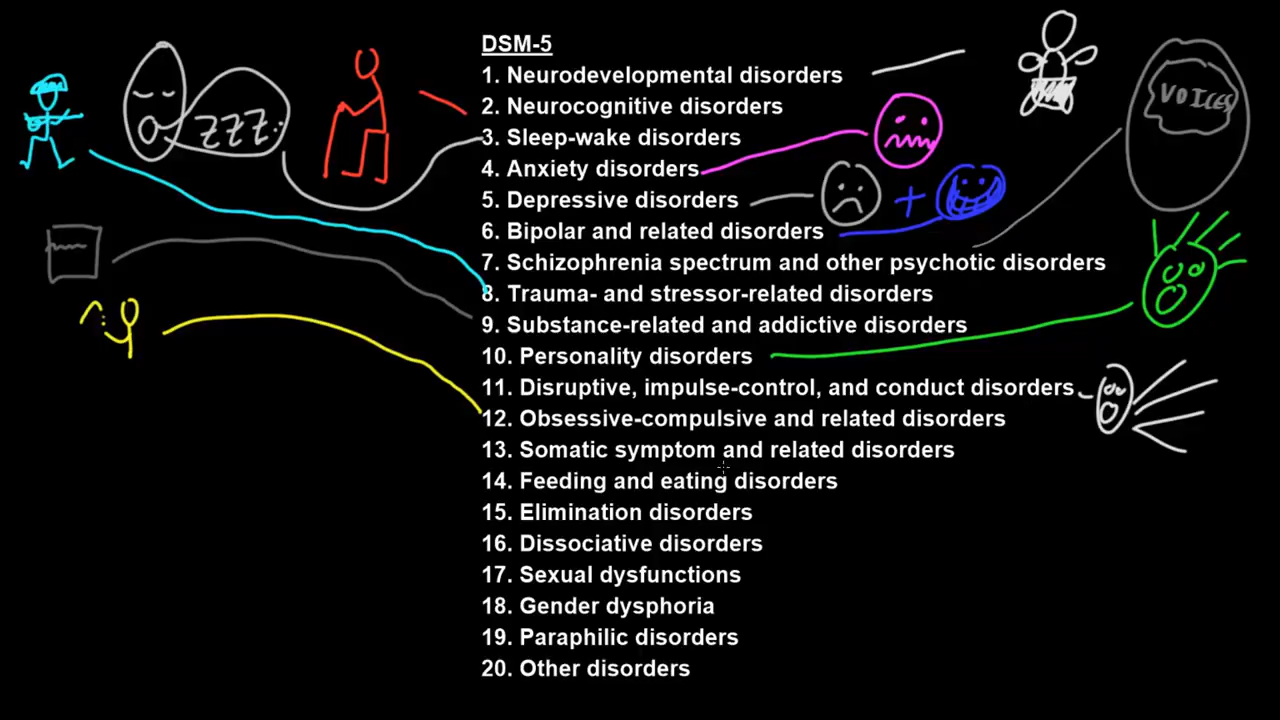 DSM-5
1. Neurodevelopmental disorders
2. Neurocognitive disorders
3. Sleep-wake disorders
4. Anxiety disorders
5. Depressive disorders
6. Bipolar and related disorders
7. Schizophrenia spectrum and other psychotic disorders
8. Trauma- and stressor-related disorders
9. Substance-related and addictive disorders
10. Personality disorders
11. Disruptive, impulse-control, and conduct disorders
12. Obsessive-compulsive and related disorders
13. Somatic symptom and related disorders
14. Feeding and eating disorders
15. Elimination disorders
16. Dissociative disorders
17. Sexual dysfunctions
18. Gender dysphoria
19. Paraphilic disorders
20. Other disorders
ZZZ
+
VOICES